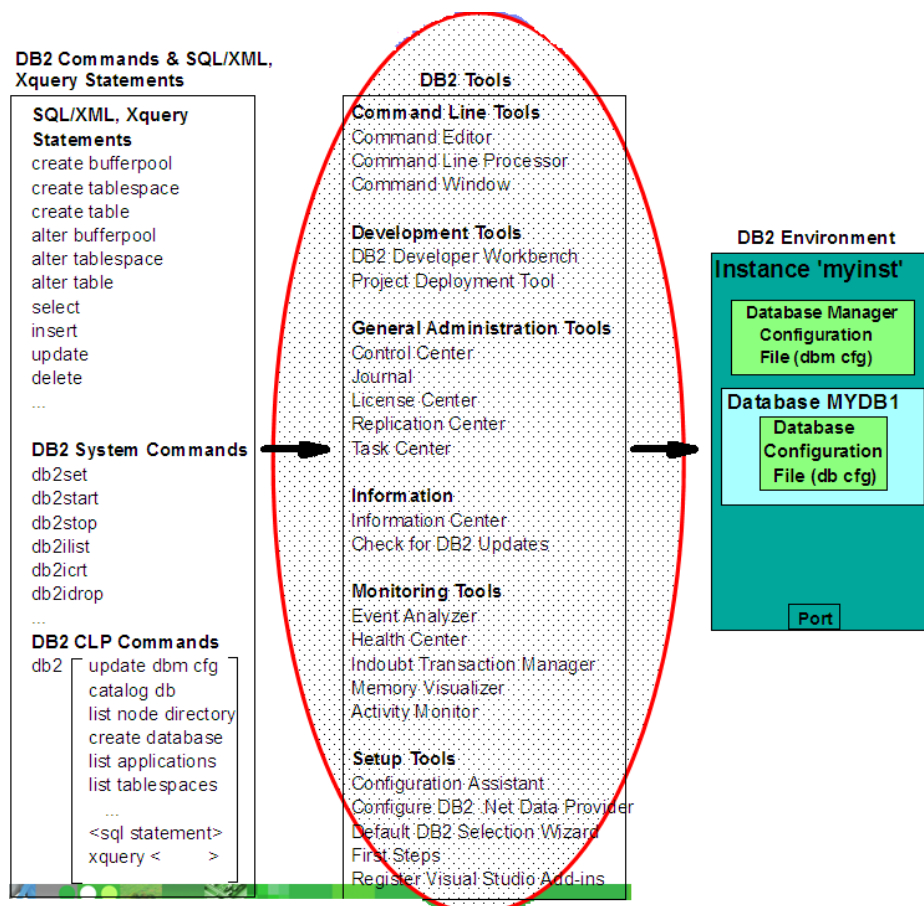 DB2 Commands & SQL/XML,
Xquery Statements
SQL/XML, Xquery
Statements
create bufferpool
create tablespace
create table
alter bufferpool
alter tablespace
alter table
select
insert
update
delete
...
DB2 System Commands
db2set
db2start
db2stop
db2ilist
db2icrt
db2idrop
...
DB2 CLP Commands
db2
update dbm cfg
catalog db
list node directory
create database
list applications
list tablespaces
...
<sql statement>
xquery < >
DB2 Tools
Command Line Tools
Command Editor
Command Line Processor
Command Window
Development Tools
DB2 Developer Workbench
Project Deployment Tool
General Administration Tools
Control Center
Journal
License Center
Replication Center
Task Center
Information
Information Center
Check for DB2 Updates
Monitoring Tools
Event Analyzer
Health Center
Indoubt Transaction Manager
Memory Visualizer
Activity Monitor
Setup Tools
Configuration Assistant
Configure DB2 .Net Data Provider
Default DB2 Selection Wizard
First Steps
Register Visual Studio Add-ins
DB2 Environment
Instance 'myinst'
Database Manager
Configuration
File (dbm cfg)
Database MYDB1
Database
Configuration
File (db cfg)
Port